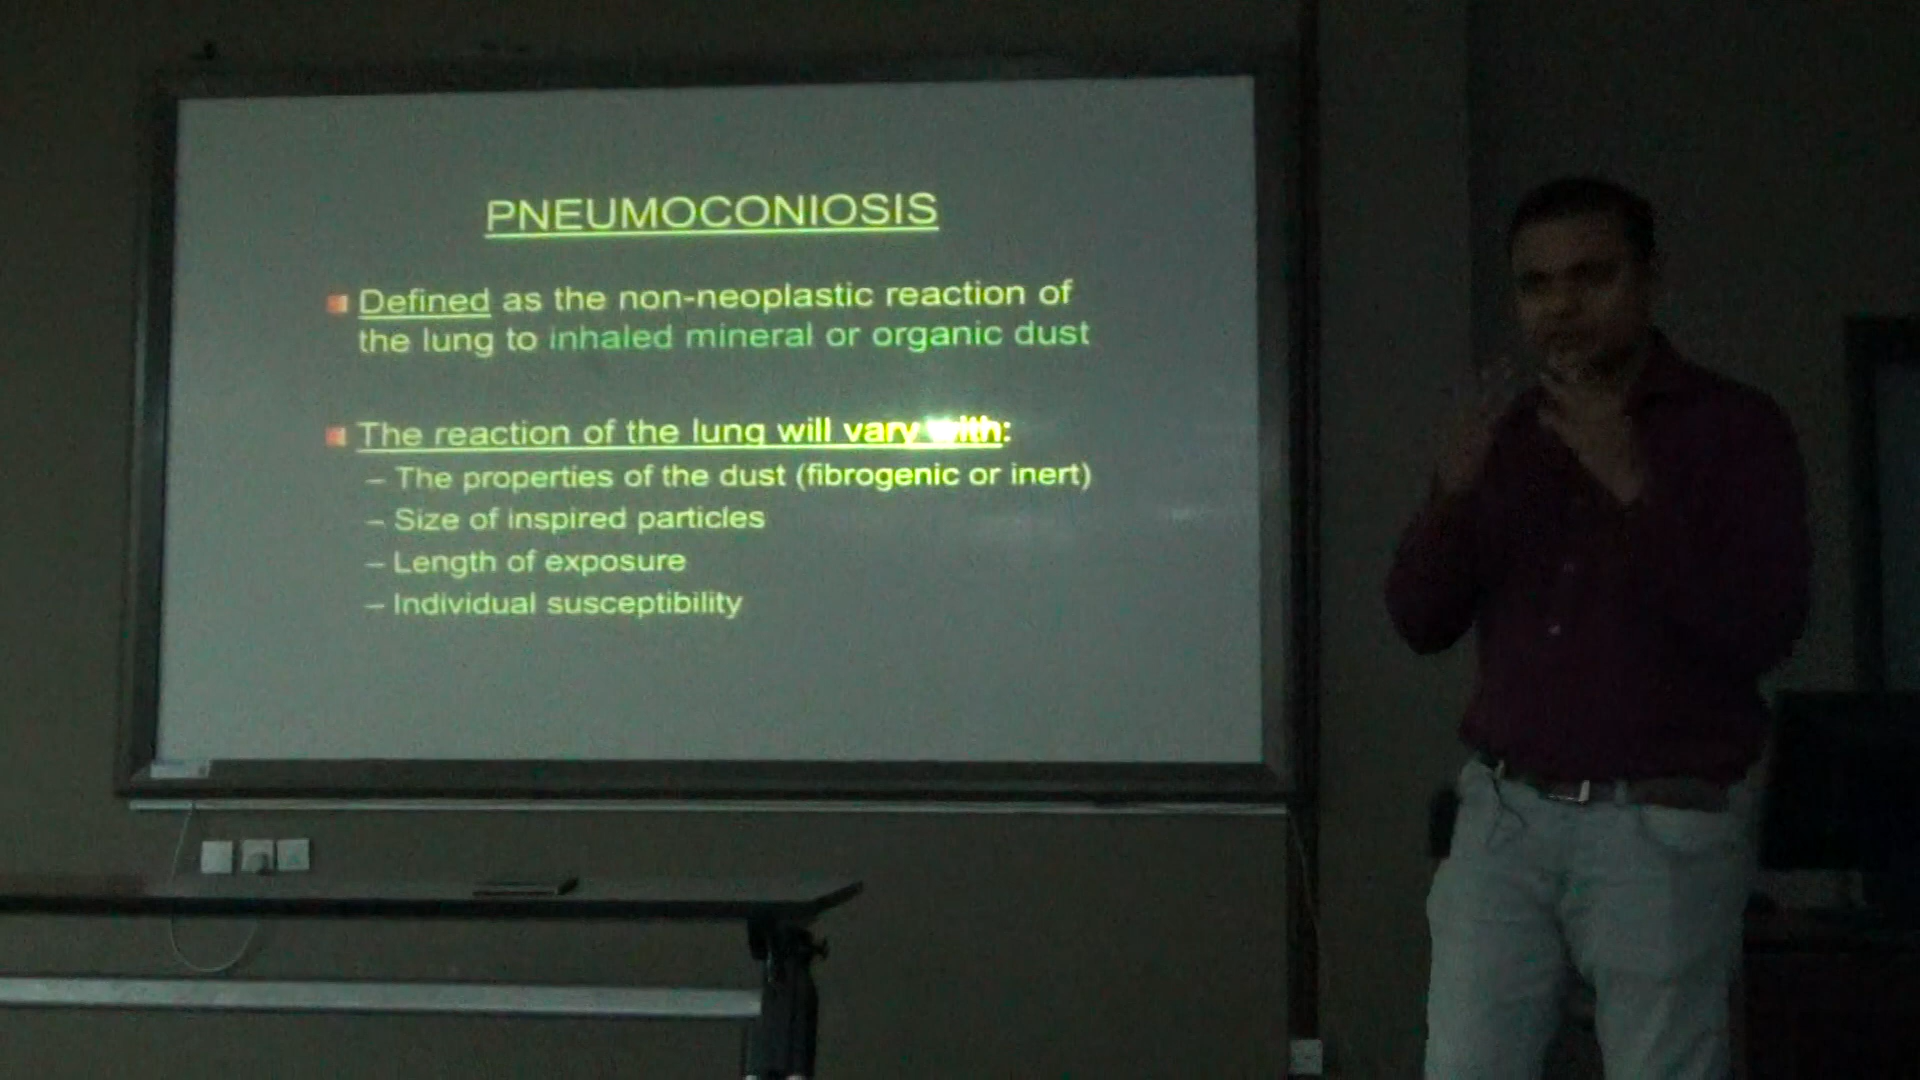 PNEUMOCONIOSIS
Defined as the non-neoplastic reaction of
the lung to inhaled mineral or organic dust
The reaction of the lung will vary with:
– The properties of the dust (fibrogenic or inert)
– Size of inspired particles
– Length of exposure
– Individual susceptibility